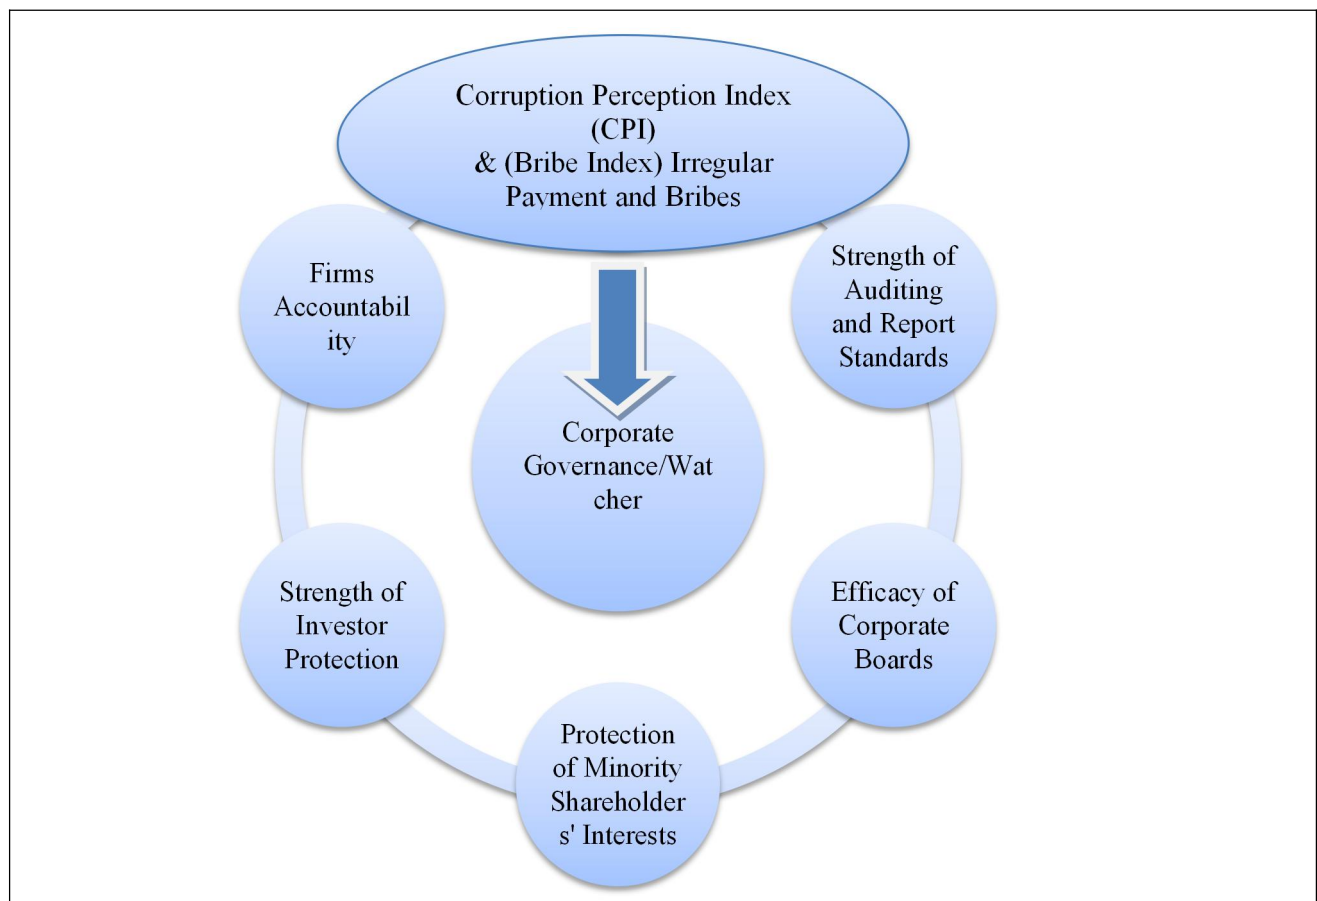 Corruption Perception Index
(CPI)
& (Bribe Index) Irregular
Payment and Bribes
Firms
Accountabil
ity
Strength of
Auditing
and Report
Standards
Corporate
Governance/Wat
cher
Strength of
Investor
Protection
Efficacy of
Corporate
Boards
Protection
of Minority
Shareholder
s' Interests